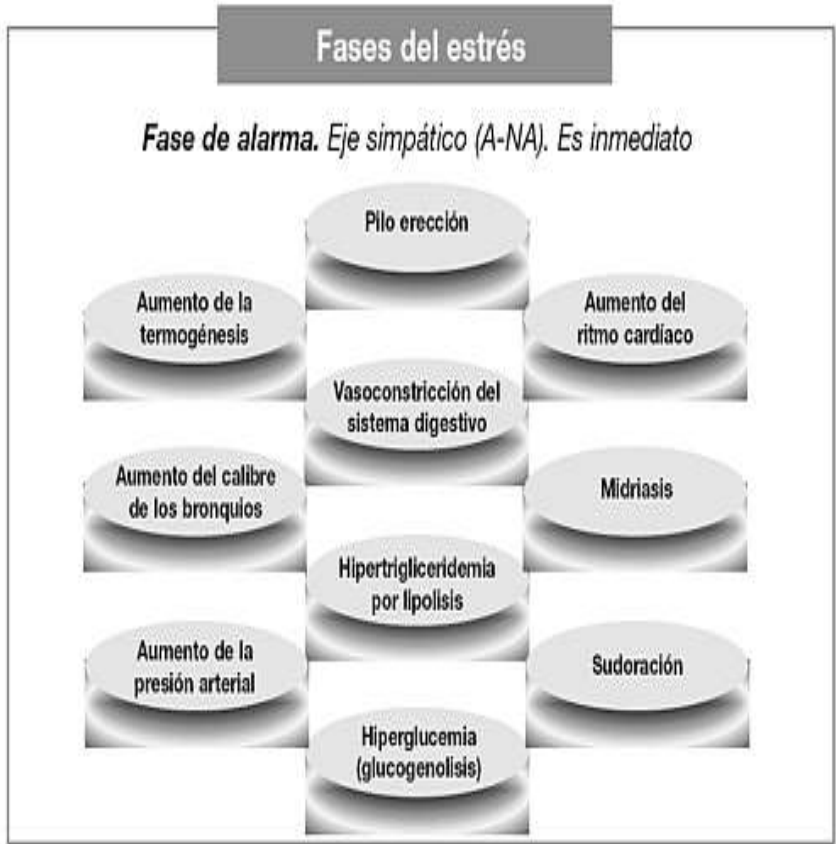 Fases del estrés
Fase de alarma. Eje simpático (A-NA). Es inmediato
Pilo erección
Aumento de la
termogénesis
Aumento del
ritmo cardíaco
Vasoconstricción del
sistema digestivo
Aumento del calibre
de los bronquios
Midriasis
Hipertrigliceridemia
por lipolisis
Aumento de la
presión arterial
Sudoración
Hiperglucemia
(glucogenolisis)